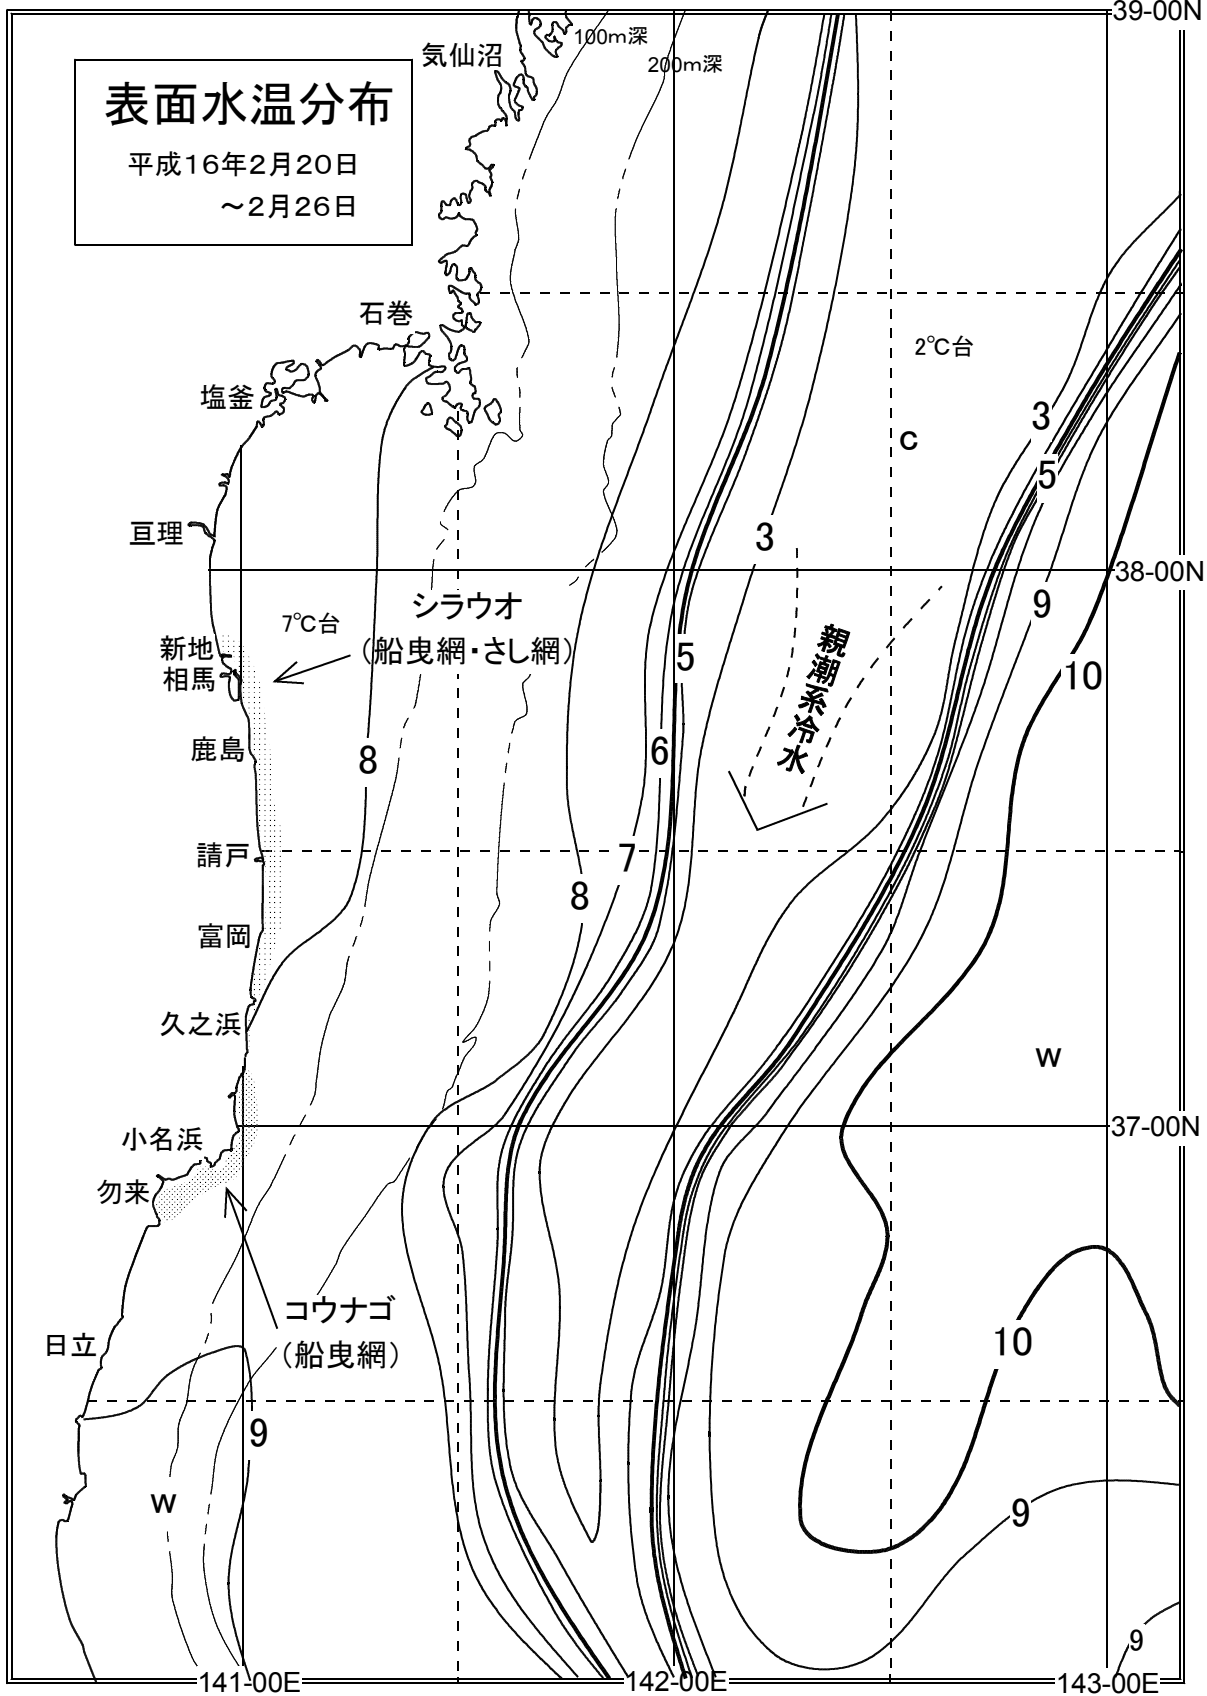 39-00N
100m深
気仙沼
200m深
表面水温分布
平成16年2月20日
～2月26日
石巻
2℃台
塩釜
3
c
5
亘理
3
38-00N
シラウオ
9
7℃台
新地
(船曳網・さし網)
5
親潮系冷水
相馬
10
鹿島
8
6
請戸
7
8
富岡
久之浜
w
小名浜
37-00N
勿来
コウナゴ
日立
(船曳網)
10
9
w
9
9
141-00E
142-00E
143-00E